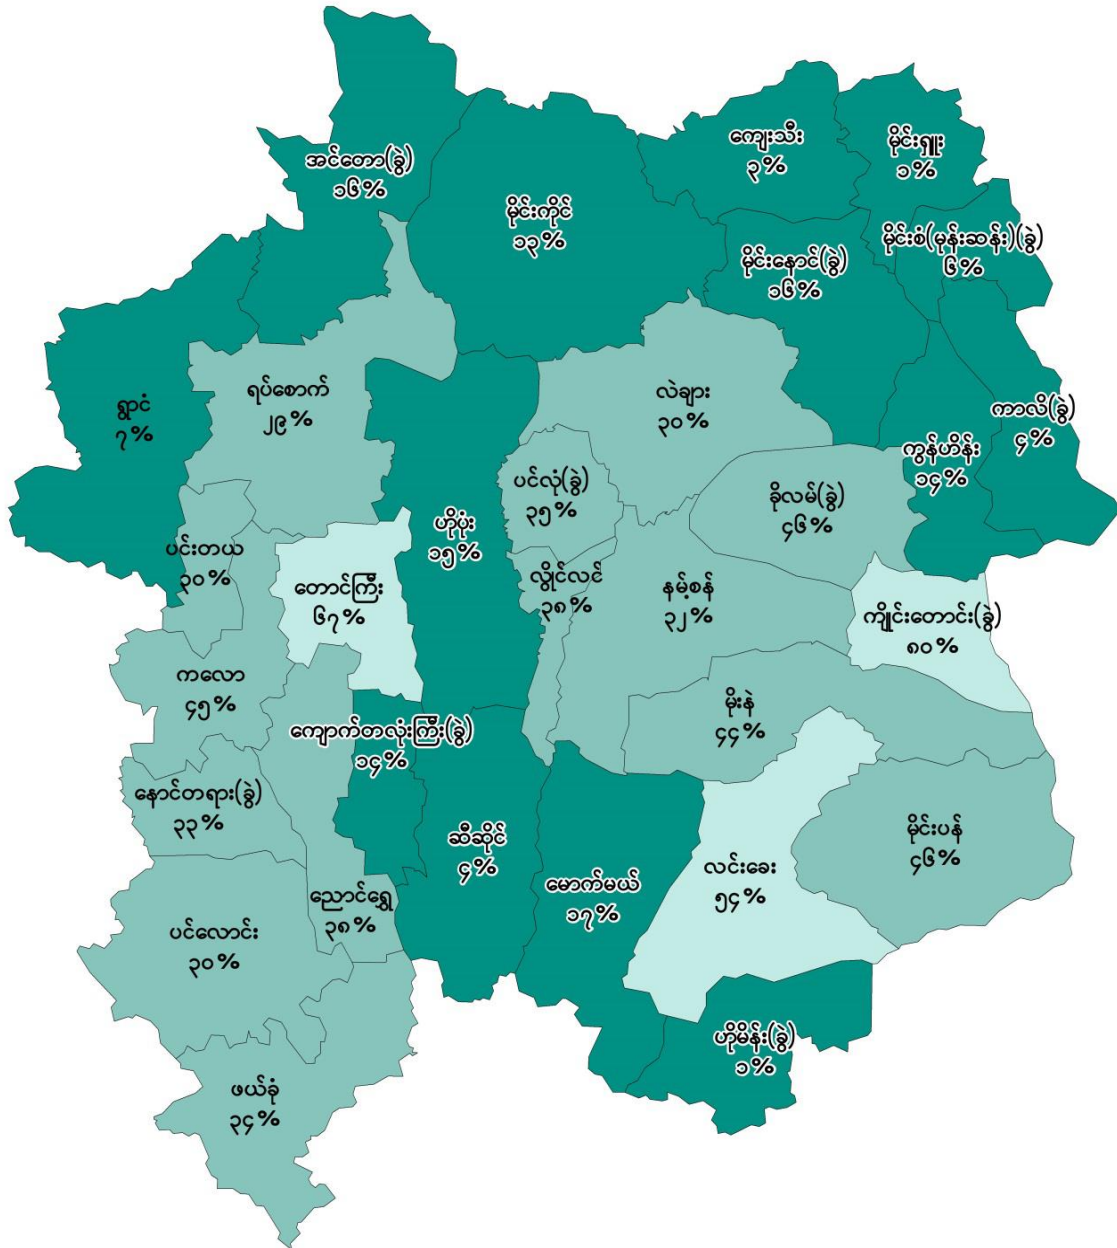 ကျေးသီး
၃%
မိုင်းရှူး
၁%
အင်တော(ခွဲ)
၁၆%
မိုင်းကိုင်
၁၃%
မိုင်းနောင်(ခွဲ)
၁၆%
မိုင်းစံ(မုန်းဆန်း)(ခွဲ)
၆%
ရွာငံ
၇%
ရပ်စောက်
၂၉%
လဲချား
၃၀%
ကာလိ(ခွဲ)
၄%
ကွန်ဟိန်း
၁၄%
ပင်လုံ(ခွဲ)
၃၅%
ခိုလမ်(ခွဲ)
၄၆%
ဟိုပုံး
၁၅%
ပင်းတယ
၃၀%
တောင်ကြီး
၆၇%
လွိုင်လင်
၃၈%
နမ့်စန်
၃၂%
ကျိုင်းတောင်း(ခွဲ)
၈၀%
ကလော
၄၅%
မိုးနဲ
၄၄%
ကျောက်တလုံးကြီး(ခွဲ)
၁၄%
နောင်တရား(ခွဲ)
၃၃%
ဆီဆိုင်
၄%
မိုင်းပန်
၄၆%
လင်းခေး
၅၄%
မောက်မယ်
၁၇%
ညောင်ရွှေ
၃၈%
ပင်လောင်း
၃၀%
ဟိုမိန်း(ခွဲ)
၁%
ဖယ်ခုံ
၃၄%